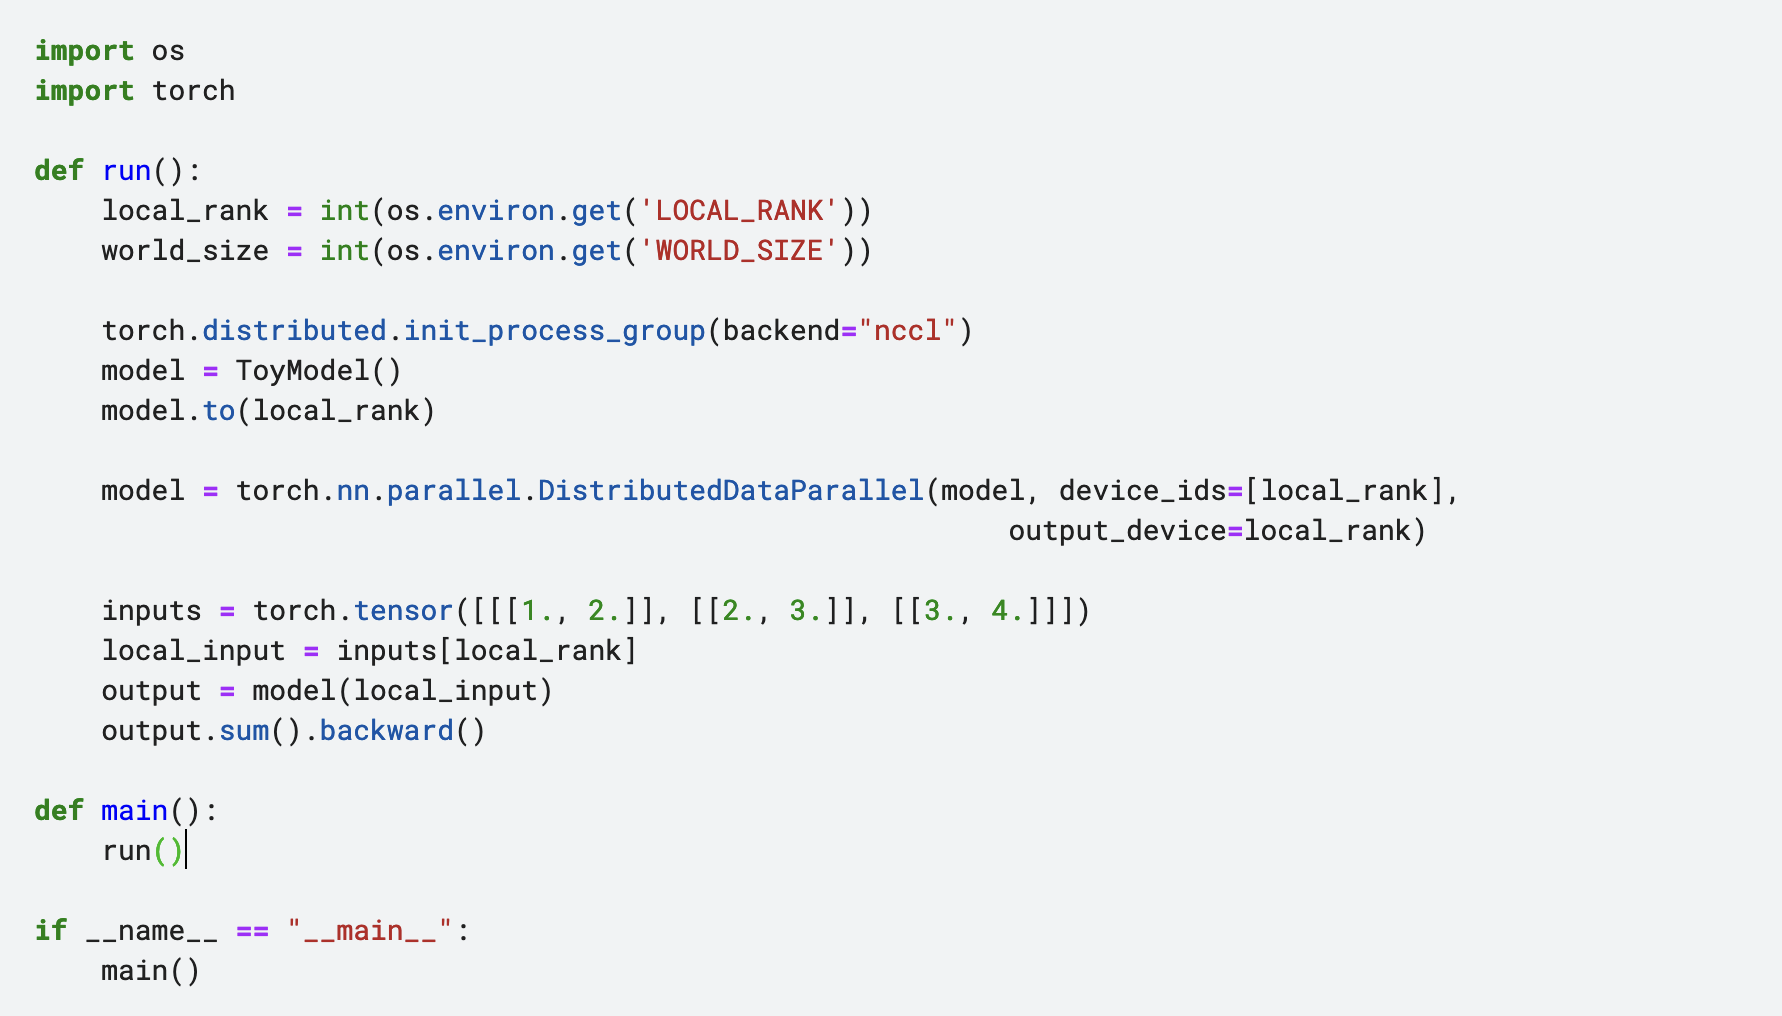 import os
import torch

def run():
    local_rank = int(os.environ.get('LOCAL_RANK'))
    world_size = int(os.environ.get('WORLD_SIZE'))

    torch.distributed.init_process_group(backend="nccl")
    model = ToyModel()
    model.to(local_rank)

    model = torch.nn.parallel.DistributedDataParallel(model, device_ids=[local_rank],
                                                      output_device=local_rank)

    inputs = torch.tensor([[[1., 2.]], [[2., 3.]], [[3., 4.]]])
    local_input = inputs[local_rank]
    output = model(local_input)
    output.sum().backward()

def main():
    run()

if __name__ == "__main__":
    main()